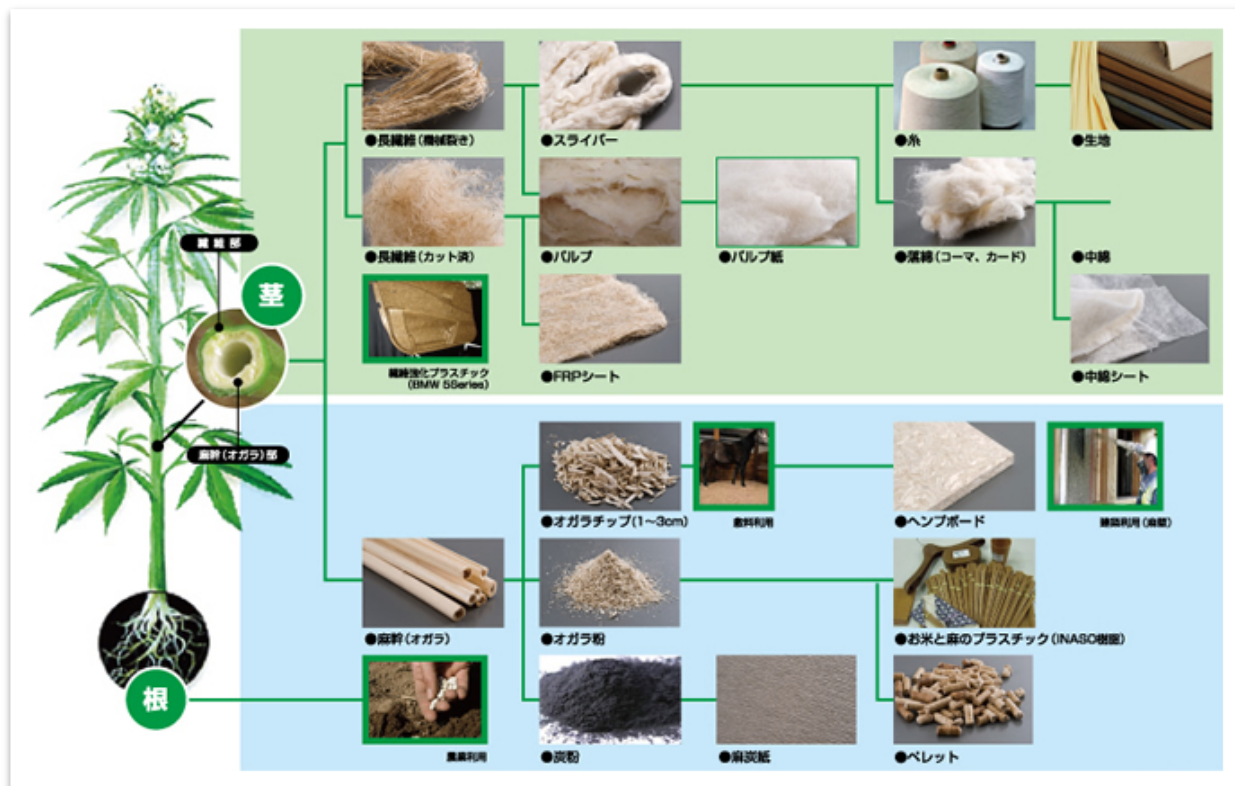 ●長繊維(機械裂き)
●スライバー
●糸
●生地
繊維部
茎
●長繊維(カット済)
●パルプ
●パルプ紙
●落綿(コーマ、カード)
●中綿
繊維強化プラスチック
(BMW 5Series)
●FRPシート
●中綿シート
麻幹(オガラ)部
●オガラチップ(1〜3cm)
敷料利用
●ヘンプボード
建築利用(麻壁)
●麻幹(オガラ)
●オガラ粉
●お米と麻のプラスチック(INASO樹脂)
根
農業利用
●炭粉
●麻炭紙
●ペレット